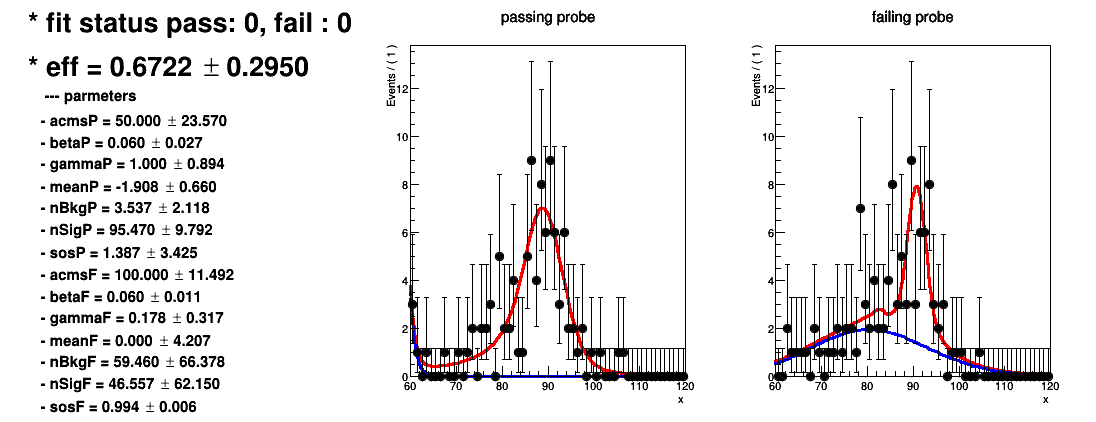 * fit status pass: 0, fail : 0
* eff = 0.6722 ± 0.2950
--- parmeters
- acmsP = 50.000 ± 23.570
- betaP = 0.060 ± 0.027
- gammaP = 1.000 ± 0.894
- meanP = -1.908 ± 0.660
- nBkgP = 3.537 ± 2.118
- nSigP = 95.470 ± 9.792
- sosP = 1.387 ± 3.425
- acmsF = 100.000 ± 11.492
- betaF = 0.060 ± 0.011
- gammaF = 0.178 ± 0.317
- meanF = 0.000 ± 4.207
- nBkgF = 59.460 ± 66.378
- nSigF = 46.557 ± 62.150
- sosF = 0.994 ± 0.006
passing probe
Events / ( 1 )
12
10
8
6
4
2
0
60 70 80 90 100 110 120
x
failing probe
Events / ( 1 )
12
10
8
6
4
2
0
60 70 80 90 100 110 120
x